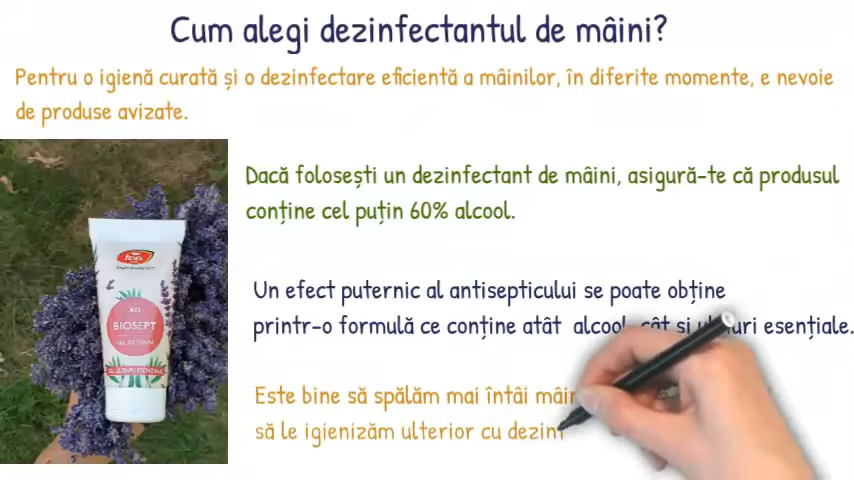 Cum alegi dezinfectantul de mâini?
Pentru o igienă curată și o dezinfectare eficientă a mâinilor, în diferite momente, e nevoie
de produse avizate.
Dacă folosești un dezinfectant de mâini, asigură-te că produsul
conține cel puțin 60% alcool.
Un efect puternic al antisepticului se poate obține
printr-o formulă ce conține atât alcool cât și uleiuri esențiale.
Este bine să spălăm mai întâi
să le igienizăm ulterior cu
fares
BIOSEPT